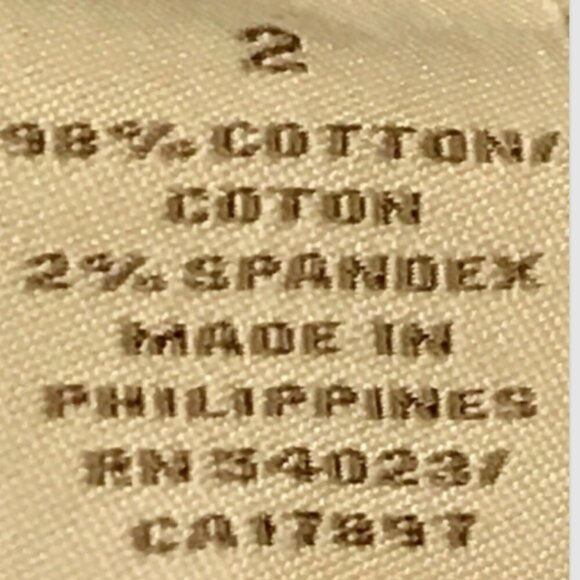 2
98% COTTON/
COTON
2% SPANDEX
MADE IN
PHILIPPINES
RN 54023/
CA17897